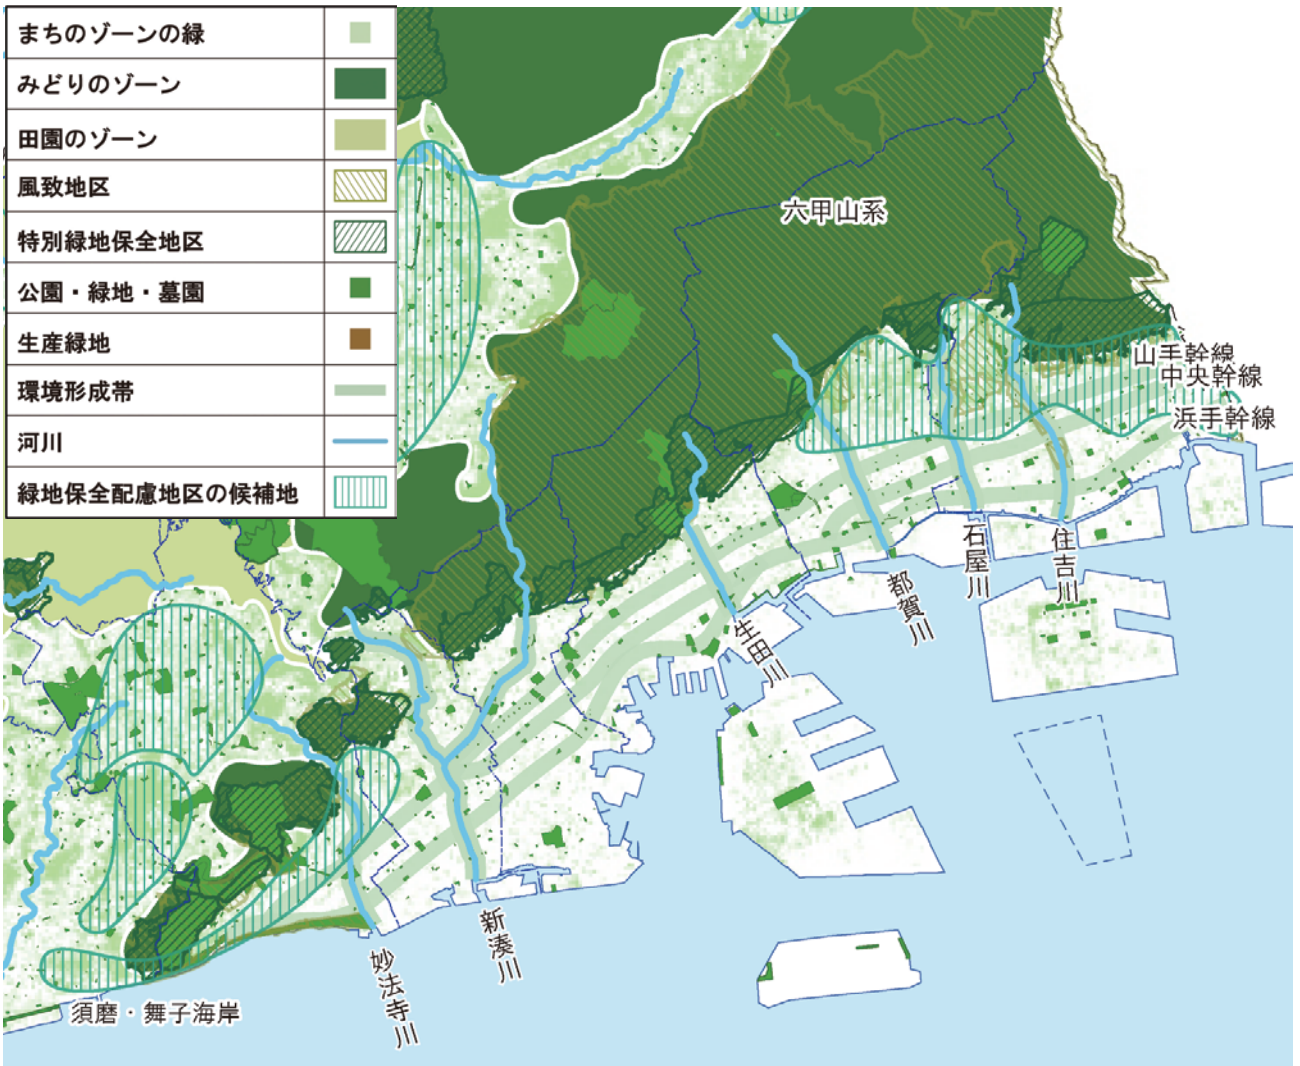 まちのゾーンの緑
みどりのゾーン
田園のゾーン
風致地区
特別緑地保全地区
公園・緑地・墓園
生産緑地
環境形成帯
河川
緑地保全配慮地区の候補地
六甲山系
山手幹線
中央幹線
浜手幹線
住吉川
石屋川
都賀川
生田川
新湊川
妙法寺川
須磨・舞子海岸